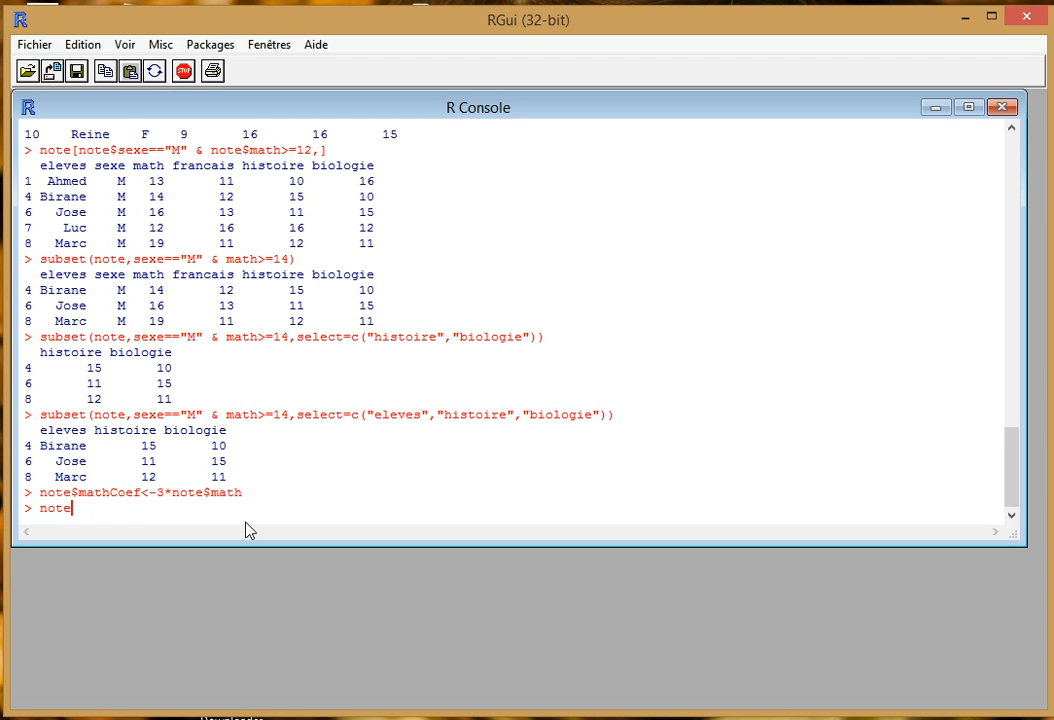 RGui (32-bit)
Fichier Edition Voir Misc Packages Fenêtres Aide
STOP
R Console
10 Reine F 9 16 16 15
> note[note$sexe=="M" & note$math>=12,]
eleves sexe math francais histoire biologie
1 Ahmed M 13 11 10 16
4 Birane M 14 12 15 10
6 Jose M 16 13 11 15
7 Luc M 12 16 16 12
8 Marc M 19 11 12 11
> subset(note,sexe=="M" & math>=14)
eleves sexe math francais histoire biologie
4 Birane M 14 12 15 10
6 Jose M 16 13 11 15
8 Marc M 19 11 12 11
> subset(note,sexe=="M" & math>=14,select=c("histoire","biologie"))
histoire biologie
4 15 10
6 11 15
8 12 11
> subset(note,sexe=="M" & math>=14,select=c("eleves","histoire","biologie"))
eleves histoire biologie
4 Birane 15 10
6 Jose 11 15
8 Marc 12 11
> note$mathCoef<-3*note$math
> note